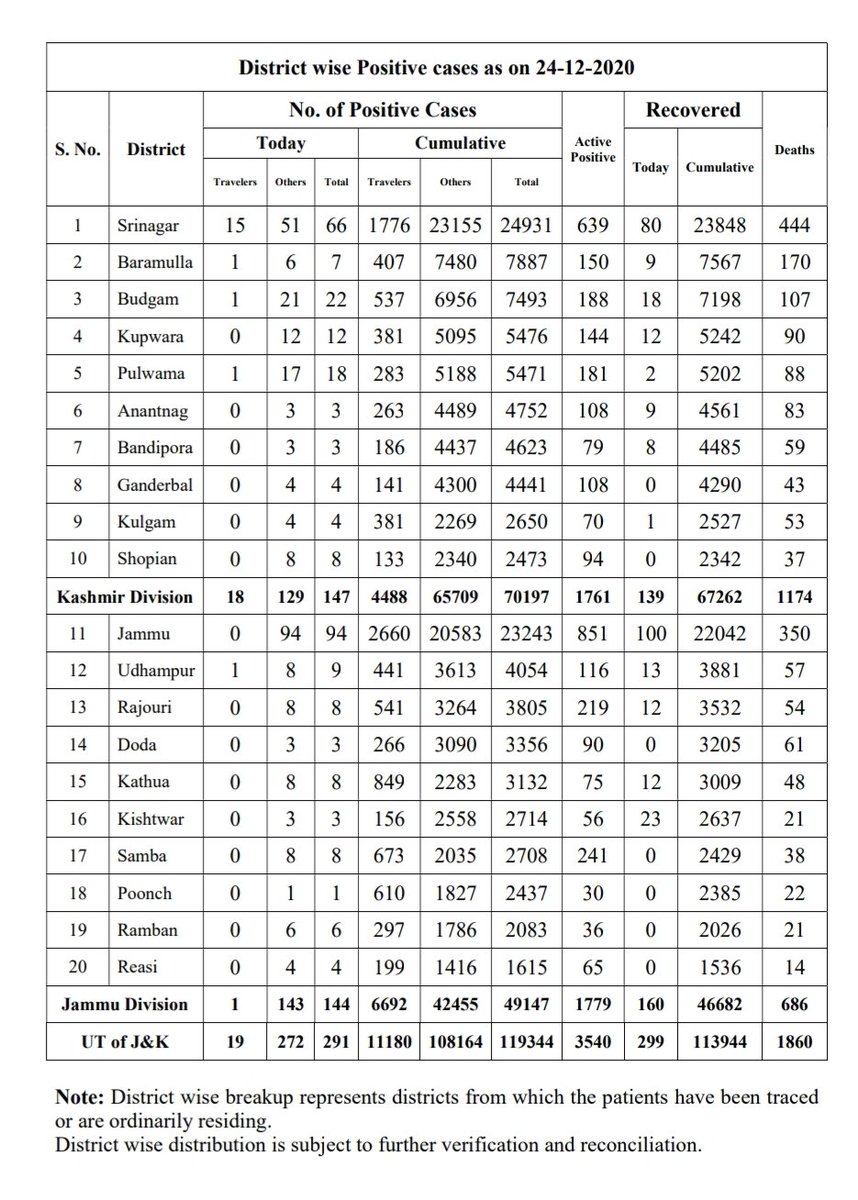 District wise Positive cases as on 24-12-2020
S. No. District No. of Positive Cases Active Positive Recovered Deaths
Today Cumulative Today Cumulative
Travelers Others Total Travelers Others Total
1 Srinagar 15 51 66 1776 23155 24931 639 80 23848 444
2 Baramulla 1 6 7 407 7480 7887 150 9 7567 170
3 Budgam 1 21 22 537 6956 7493 188 18 7198 107
4 Kupwara 0 12 12 381 5095 5476 144 12 5242 90
5 Pulwama 1 17 18 283 5188 5471 181 2 5202 88
6 Anantnag 0 3 3 263 4489 4752 108 9 4561 83
7 Bandipora 0 3 3 186 4437 4623 79 8 4485 59
8 Ganderbal 0 4 4 141 4300 4441 108 0 4290 43
9 Kulgam 0 4 4 381 2269 2650 70 1 2527 53
10 Shopian 0 8 8 133 2340 2473 94 0 2342 37
Kashmir Division 18 129 147 4488 65709 70197 1761 139 67262 1174
11 Jammu 0 94 94 2660 20583 23243 851 100 22042 350
12 Udhampur 1 8 9 441 3613 4054 116 13 3881 57
13 Rajouri 0 8 8 541 3264 3805 219 12 3532 54
14 Doda 0 3 3 266 3090 3356 90 0 3205 61
15 Kathua 0 8 8 849 2283 3132 75 12 3009 48
16 Kishtwar 0 3 3 156 2558 2714 56 23 2637 21
17 Samba 0 8 8 673 2035 2708 241 0 2429 38
18 Poonch 0 1 1 610 1827 2437 30 0 2385 22
19 Ramban 0 6 6 297 1786 2083 36 0 2026 21
20 Reasi 0 4 4 199 1416 1615 65 0 1536 14
Jammu Division 1 143 144 6692 42455 49147 1779 160 46682 686
UT of J&K 19 272 291 11180 108164 119344 3540 299 113944 1860
Note: District wise breakup represents districts from which the patients have been traced
or are ordinarily residing.
District wise distribution is subject to further verification and reconciliation.